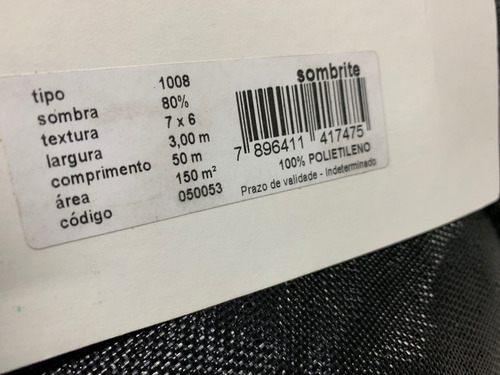 sombrite
tipo 1008
sombra 80%
textura 7 x 6
largura 3,00 m
comprimento 50 m
área 150 m²
código 050053
7 896411 417475
100% POLIETILENO
Prazo de validade - Indeterminado